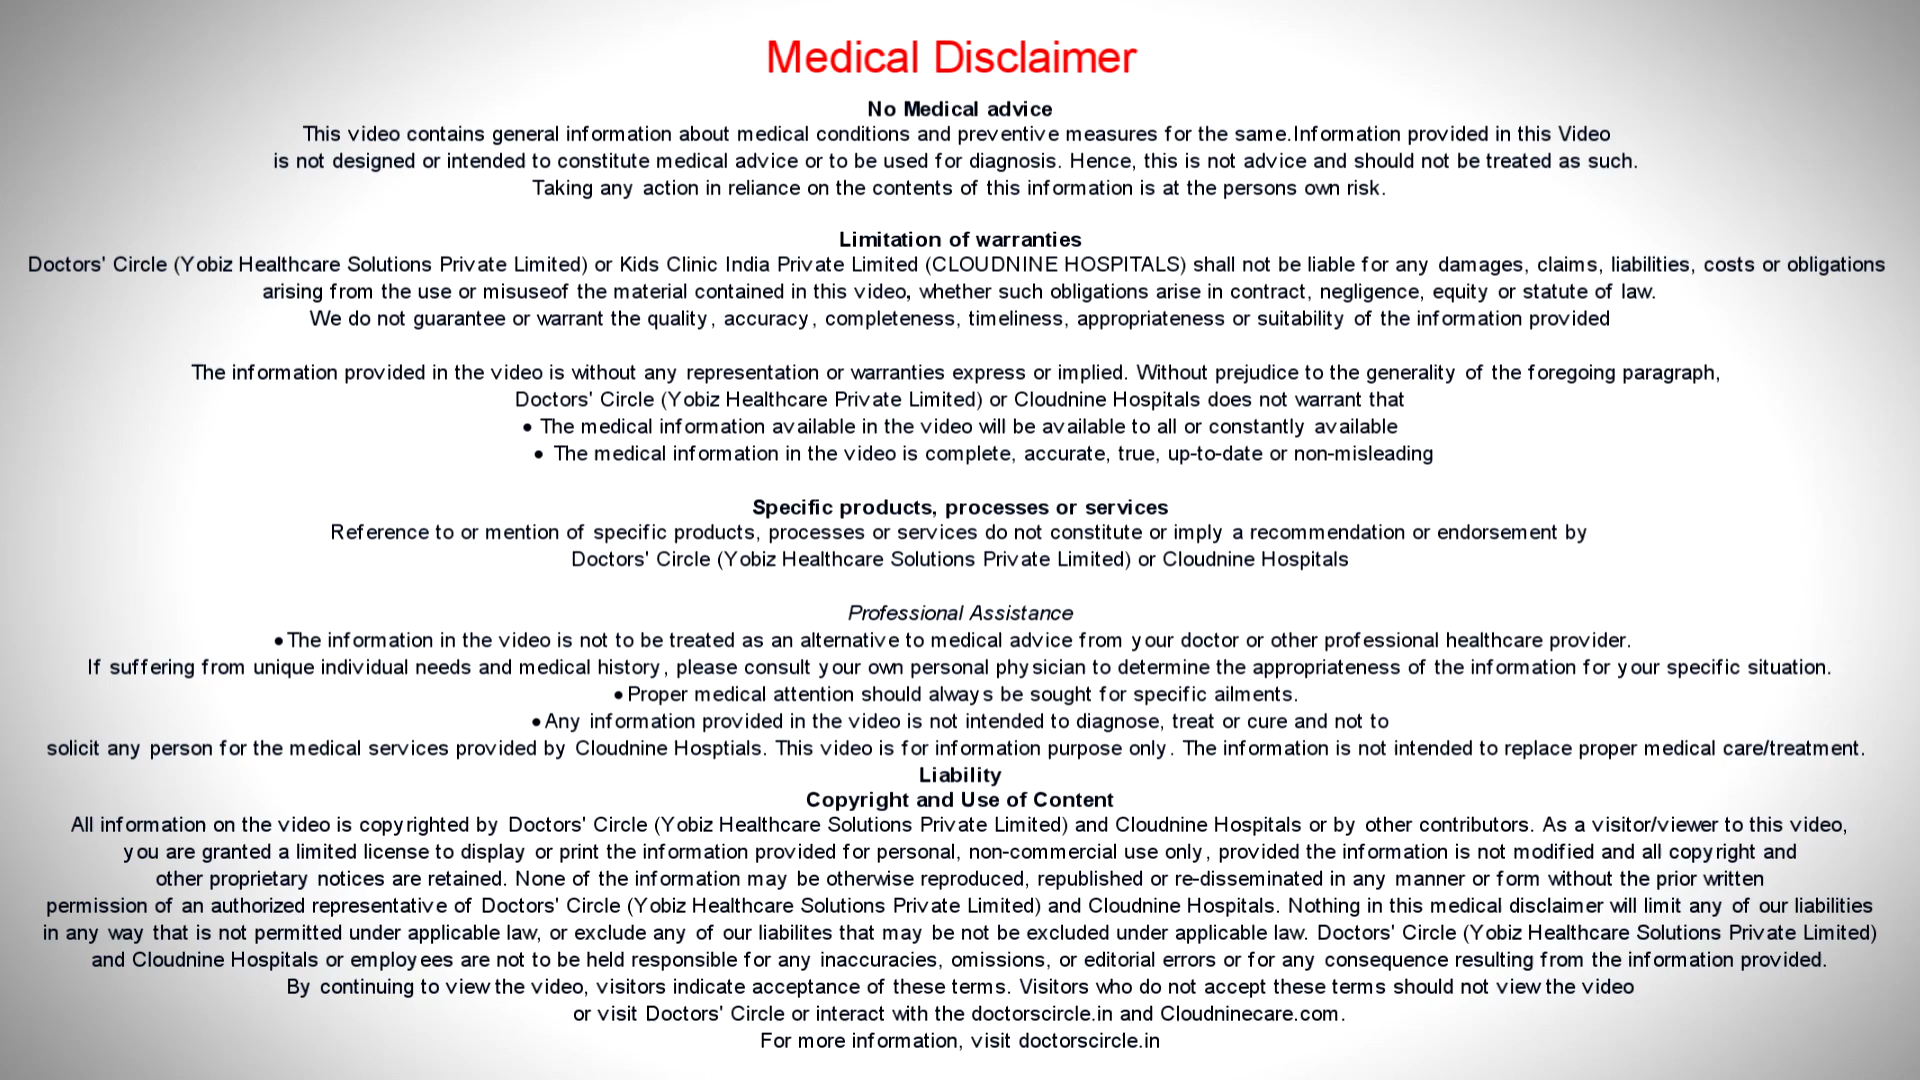 Medical Disclaimer
No Medical advice
This video contains general information about medical conditions and preventive measures for the same.Information provided in this Video
is not designed or intended to constitute medical advice or to be used for diagnosis. Hence, this is not advice and should not be treated as such.
Taking any action in reliance on the contents of this information is at the persons own risk.
Limitation of warranties
Doctors' Circle (Yobiz Healthcare Solutions Private Limited) or Kids Clinic India Private Limited (CLOUDNINE HOSPITALS) shall not be liable for any damages, claims, liabilities, costs or obligations
arising from the use or misuseof the material contained in this video, whether such obligations arise in contract, negligence, equity or statute of law.
We do not guarantee or warrant the quality, accuracy, completeness, timeliness, appropriateness or suitability of the information provided
The information provided in the video is without any representation or warranties express or implied. Without prejudice to the generality of the foregoing paragraph,
Doctors' Circle (Yobiz Healthcare Private Limited) or Cloudnine Hospitals does not warrant that
• The medical information available in the video will be available to all or constantly available
• The medical information in the video is complete, accurate, true, up-to-date or non-misleading
Specific products, processes or services
Reference to or mention of specific products, processes or services do not constitute or imply a recommendation or endorsement by
Doctors' Circle (Yobiz Healthcare Solutions Private Limited) or Cloudnine Hospitals
Professional Assistance
•The information in the video is not to be treated as an alternative to medical advice from your doctor or other professional healthcare provider.
If suffering from unique individual needs and medical history, please consult your own personal physician to determine the appropriateness of the information for your specific situation.
•Proper medical attention should always be sought for specific ailments.
•Any information provided in the video is not intended to diagnose, treat or cure and not to
solicit any person for the medical services provided by Cloudnine Hosptials. This video is for information purpose only. The information is not intended to replace proper medical care/treatment.
Liability
Copyright and Use of Content
All information on the video is copyrighted by Doctors' Circle (Yobiz Healthcare Solutions Private Limited) and Cloudnine Hospitals or by other contributors. As a visitor/viewer to this video,
you are granted a limited license to display or print the information provided for personal, non-commercial use only, provided the information is not modified and all copyright and
other proprietary notices are retained. None of the information may be otherwise reproduced, republished or re-disseminated in any manner or form without the prior written
permission of an authorized representative of Doctors' Circle (Yobiz Healthcare Solutions Private Limited) and Cloudnine Hospitals. Nothing in this medical disclaimer will limit any of our liabilities
in any way that is not permitted under applicable law, or exclude any of our liabilites that may be not be excluded under applicable law. Doctors' Circle (Yobiz Healthcare Solutions Private Limited)
and Cloudnine Hospitals or employees are not to be held responsible for any inaccuracies, omissions, or editorial errors or for any consequence resulting from the information provided.
By continuing to view the video, visitors indicate acceptance of these terms. Visitors who do not accept these terms should not view the video
or visit Doctors' Circle or interact with the doctorscircle.in and Cloudninecare.com.
For more information, visit doctorscircle.in